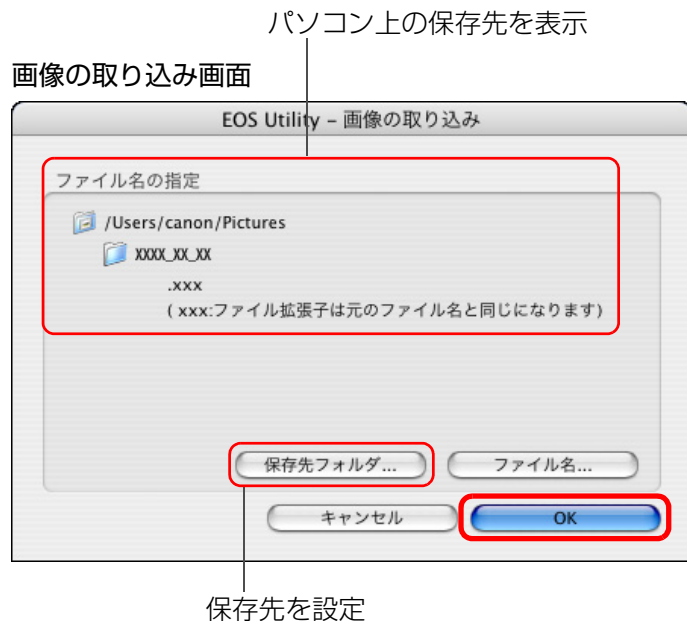 パソコン上の保存先を表示
画像の取り込み画面
EOS Utility – 画像の取り込み
ファイル名の指定
/Users/canon/Pictures
XXXX_XX_XX
.xxx
( xxx:ファイル拡張子は元のファイル名と同じになります)
保存先フォルダ... ファイル名...
キャンセル OK
保存先を設定